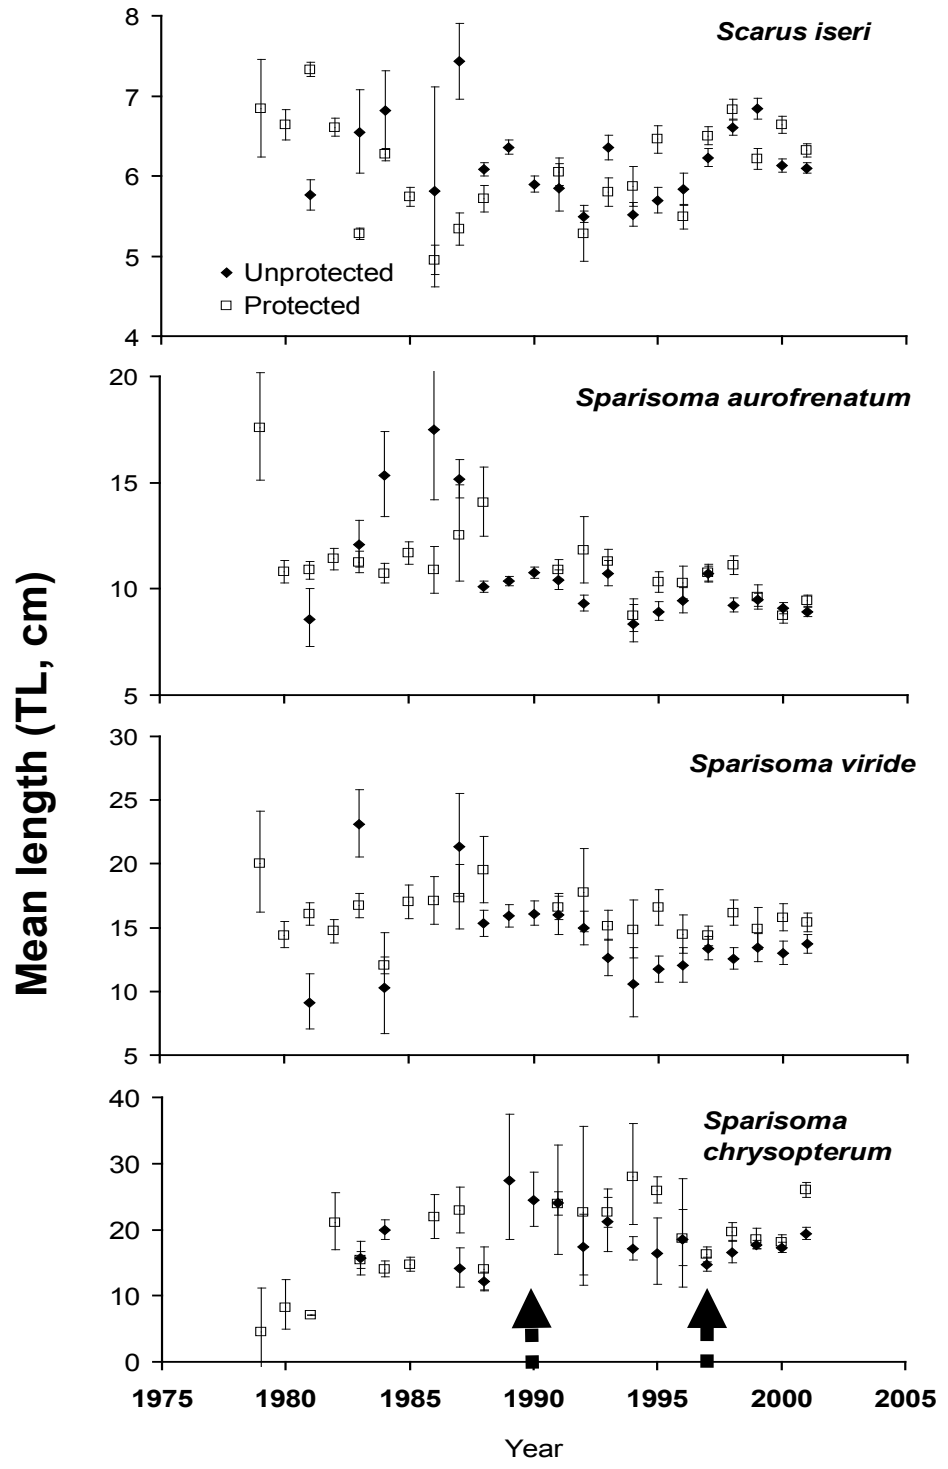 Mean length (TL, cm)
8
7
6
5
4
Scarus iseri
Unprotected
Protected
20
15
10
5
Sparisoma aurofrenatum
30
25
20
15
10
5
Sparisoma viride
40
30
20
10
0
Sparisoma
chrysopterum
1975 1980 1985 1990 1995 2000 2005
Year